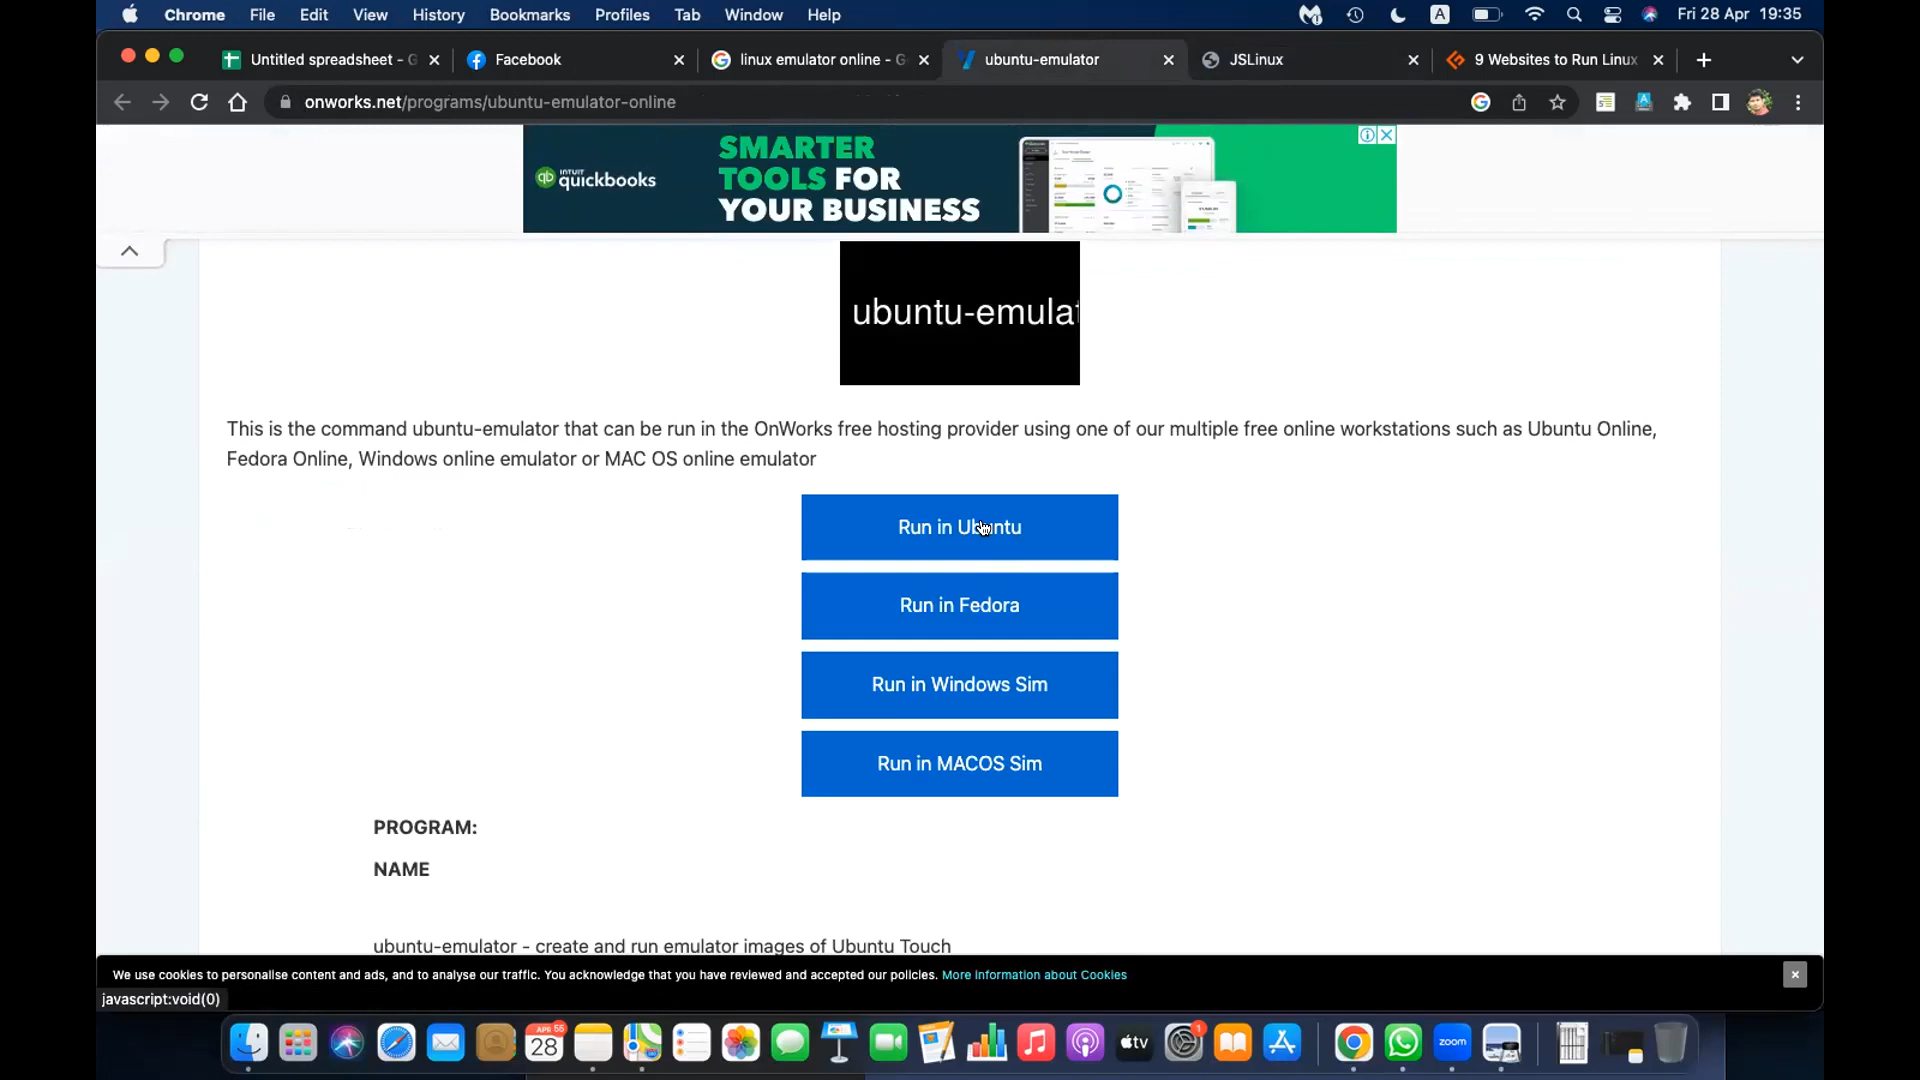 Chrome File Edit View History Bookmarks Profiles Tab Window Help A Fri 28 Apr 19:35
Untitled spreadsheet - G Facebook linux emulator online - G ubuntu-emulator JSLinux 9 Websites to Run Linux
onworks.net/programs/ubuntu-emulator-online
INTUIT
quickbooks
SMARTER
TOOLS FOR
YOUR BUSINESS
ubuntu-emulat
This is the command ubuntu-emulator that can be run in the OnWorks free hosting provider using one of our multiple free online workstations such as Ubuntu Online,
Fedora Online, Windows online emulator or MAC OS online emulator
Run in Ubuntu
Run in Fedora
Run in Windows Sim
Run in MACOS Sim
PROGRAM:
NAME
ubuntu-emulator - create and run emulator images of Ubuntu Touch
We use cookies to personalise content and ads, and to analyse our traffic. You acknowledge that you have reviewed and accepted our policies. More information about Cookies
javascript:void(0)
28
tv
1
zoom